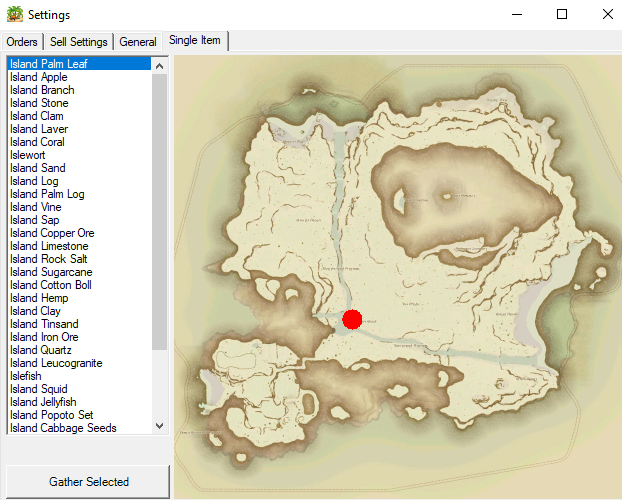 Settings
Orders
Sell Settings
General
Single Item
Island Palm Leaf
Island Apple
Island Branch
Island Stone
Island Clam
Island Laver
Island Coral
Islewort
Island Sand
Island Log
Island Palm Log
Island Vine
Island Sap
Island Copper Ore
Island Limestone
Island Rock Salt
Island Sugarcane
Island Cotton Boll
Island Hemp
Island Clay
Island Tinsand
Island Iron Ore
Island Quartz
Island Leucogranite
Islefish
Island Squid
Island Jellyfish
Island Popoto Set
Island Cabbage Seeds
Gather Selected